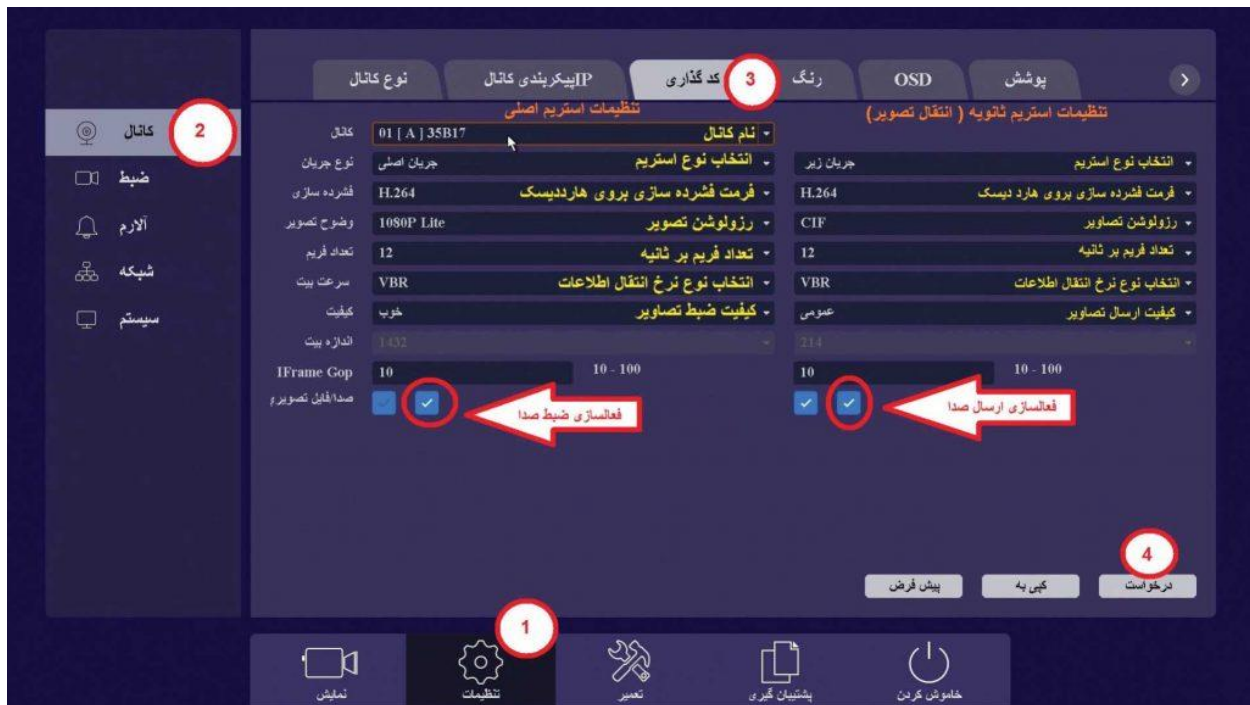 نوع کانال
پیکربندی کانالIP
کد گذاری
3
رنگ
OSD
پوشش
تنظیمات استریم اصلی
تنظیمات استریم ثانویه ( انتقال تصویر )
کانال
2
ضبط
آلارم
شبکه
سیستم
کانال 01 [ A ] 35B17 نام کانال
نوع جریان جریان اصلی انتخاب نوع استریم جریان زیر انتخاب نوع استریم
فشرده سازی H.264 فرمت فشرده سازی بروی هارددیسک H.264 فرمت فشرده سازی بروی هارد دیسک
وضوح تصویر 1080P Lite رزولوشن تصویر CIF رزولوشن تصاویر
تعداد فریم 12 تعداد فریم بر ثانیه 12 تعداد فریم بر ثانیه
سرعت بیت VBR انتخاب نوع نرخ انتقال اطلاعات VBR انتخاب نوع نرخ انتقال اطلاعات
کیفیت خوب کیفیت ضبط تصاویر عمومی کیفیت ارسال تصاویر
اندازه بیت 1432 214
IFrame Gop 10 10 - 100 10 10 - 100
صدا/فایل تصویری
فعالسازی ضبط صدا
فعالسازی ارسال صدا
4
پیش فرض
کپی به
درخواست
1
نمایش
تنظیمات
تعمیر
پشتیبان گیری
خاموش کردن